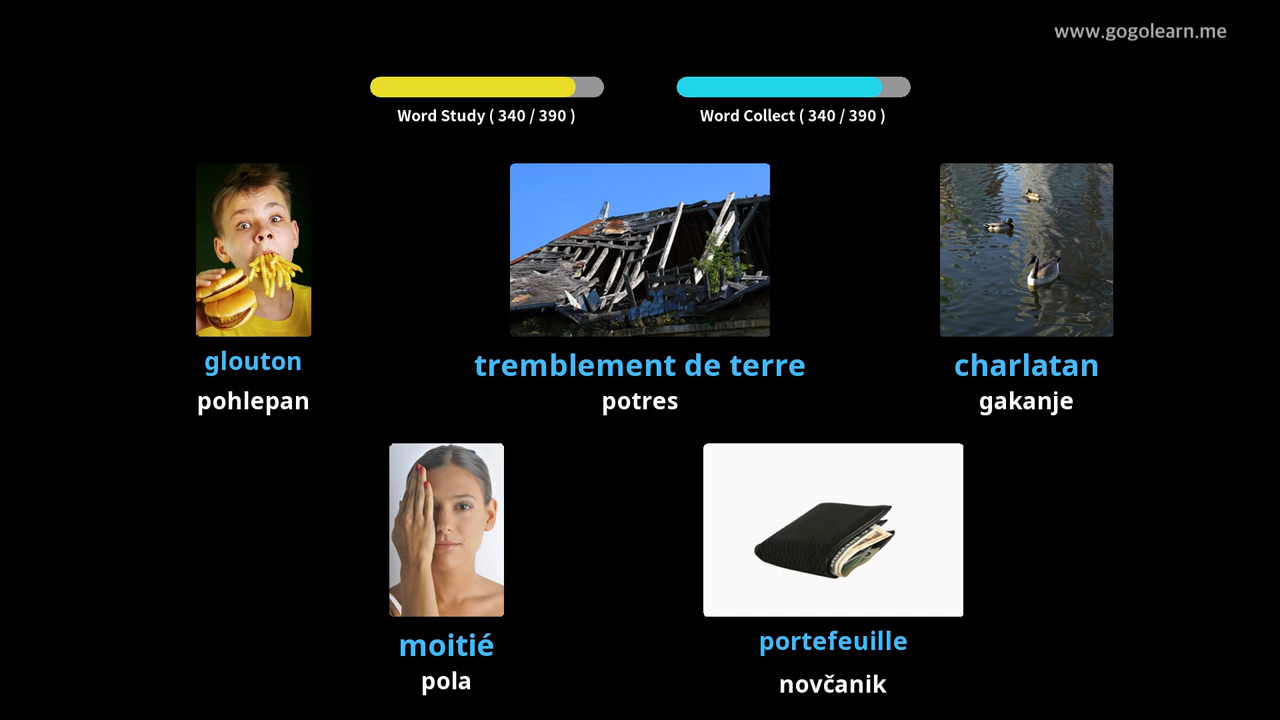 www.gogolearn.me
Word Study ( 340 / 390 )
Word Collect ( 340 / 390 )
glouton
pohlepan
tremblement de terre
potres
charlatan
gakanje
moitié
pola
portefeuille
novčanik